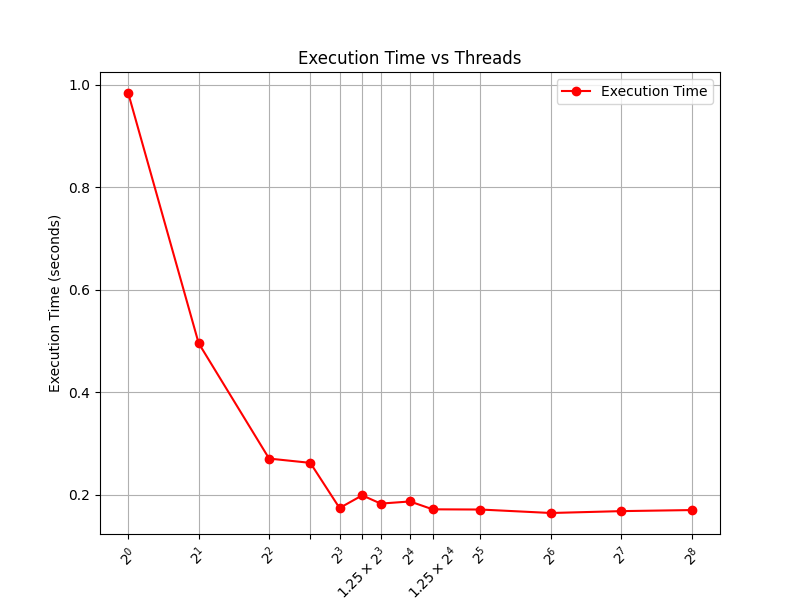 Execution Time vs Threads
Execution Time
Execution Time (seconds)
1.0
0.8
0.6
0.4
0.2
2⁰
2¹
2²
2³
1.25 × 2³
2⁴
1.25 × 2⁴
2⁵
2⁶
2⁷
2⁸